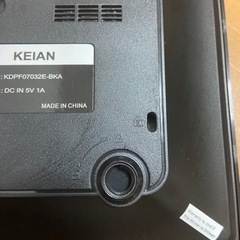 KEIAN
: KDPF07032E-BKA
: DC IN 5V 1A
MADE IN CHINA